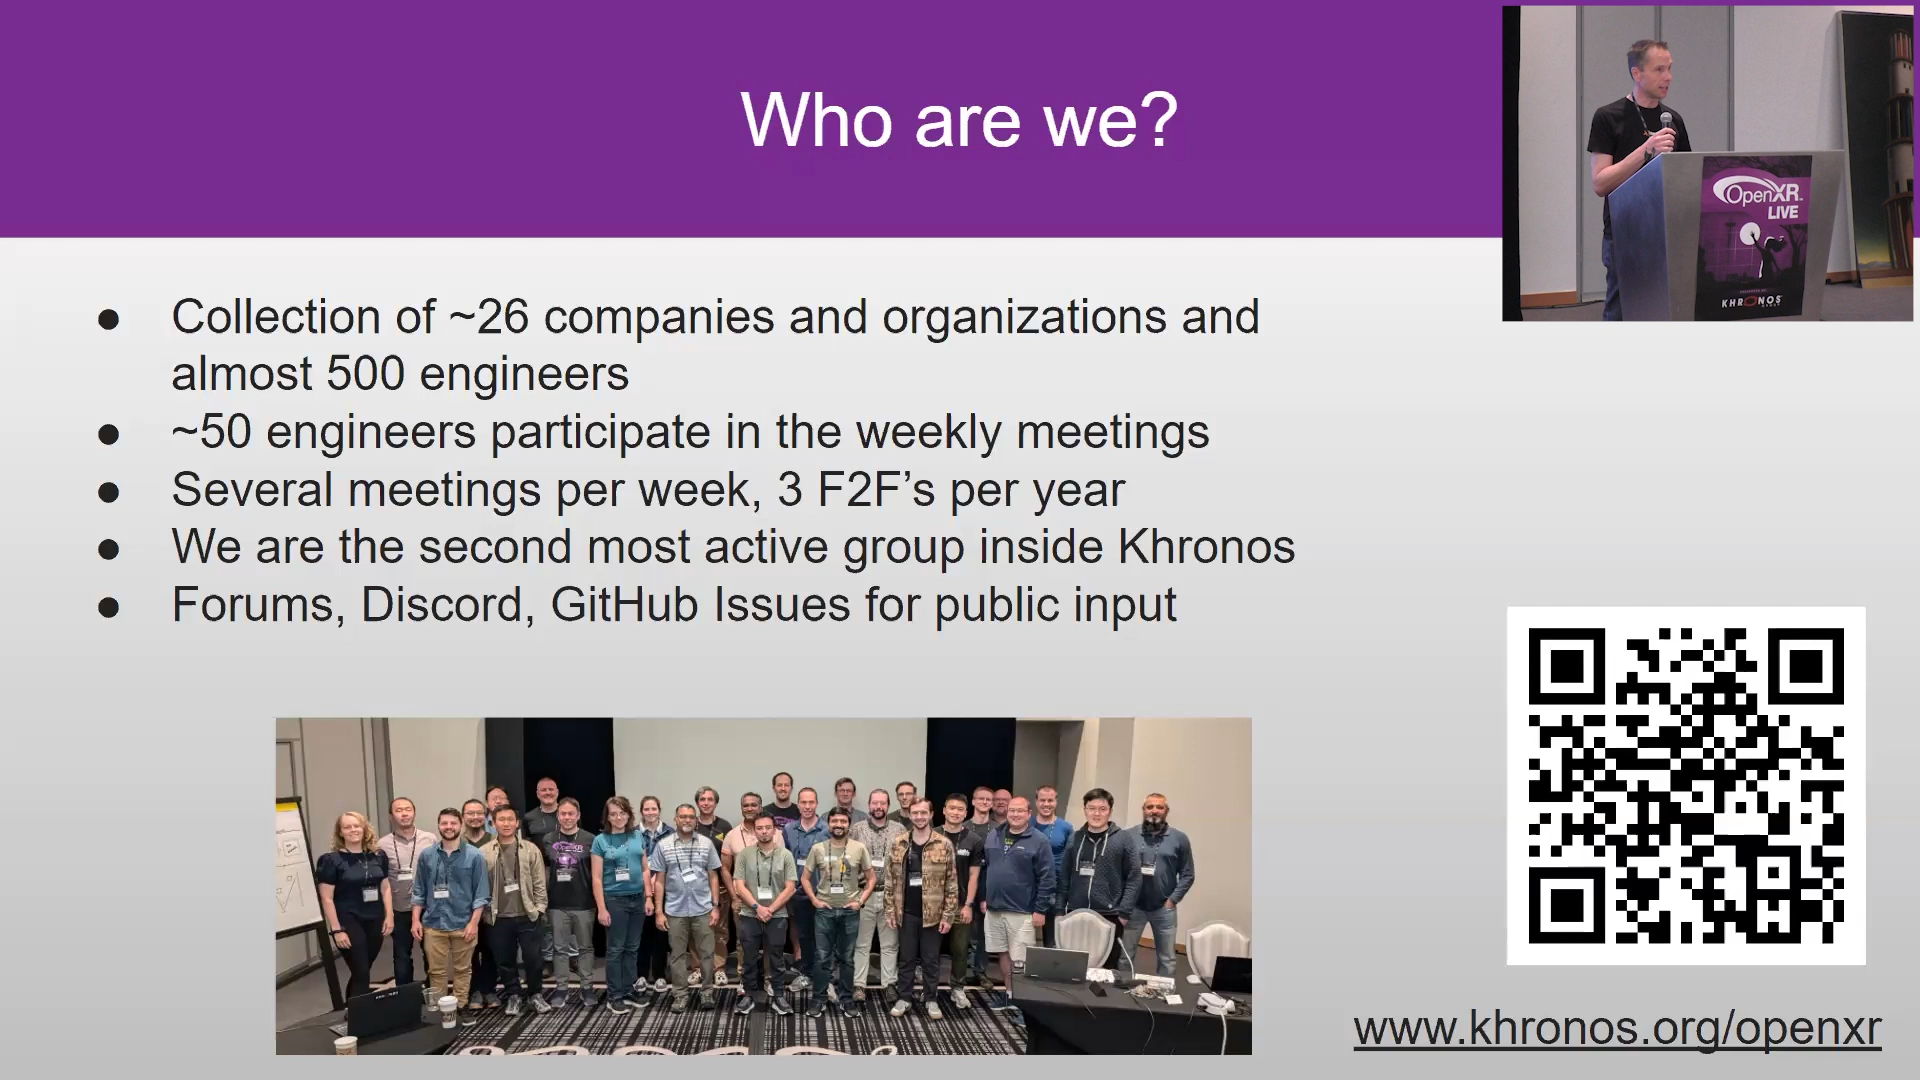 Who are we?
OpenXR
LIVE
KHRONOS
● Collection of ~26 companies and organizations and
almost 500 engineers
● ~50 engineers participate in the weekly meetings
● Several meetings per week, 3 F2F’s per year
● We are the second most active group inside Khronos
● Forums, Discord, GitHub Issues for public input
OpenXR
www.khronos.org/openxr